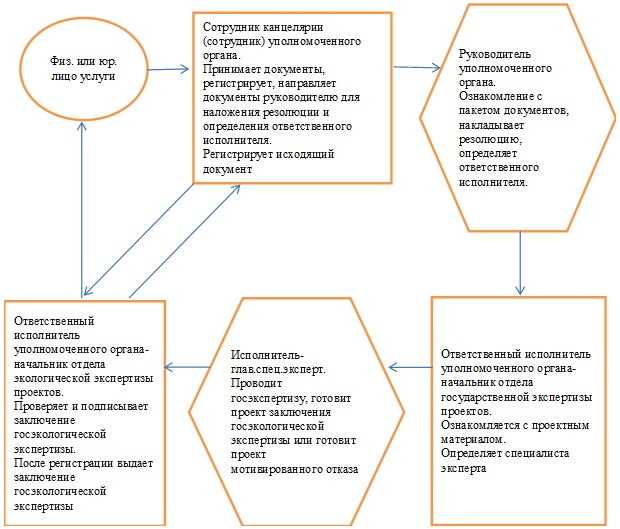 Физ. или юр.
лицо услуги
Сотрудник канцелярии
(сотрудник) уполномоченного
органа.
Принимает документы,
регистрирует, направляет
документы руководителю для
наложения резолюции и
определения ответственного
исполнителя.
Регистрирует исходящий
документ
Руководитель
уполномоченного
органа.
Ознакомление с
пакетом документов,
накладывает
резолюцию,
определяет
ответственного
исполнителя.
Ответственный исполнитель
уполномоченного органа-
начальник отдела
государственной экспертизы
проектов.
Ознакомляется с проектным
материалом.
Определяет специалиста
эксперта
Исполнитель-
глав.спец.эксперт.
Проводит
госэкспертизу, готовит
проект заключения
госэкологической
экспертизы или готовит
проект
мотивированного отказа
Ответственный
исполнитель
уполномоченного органа-
начальник отдела
экологической экспертизы
проектов.
Проверяет и подписывает
заключение
госэкологической
экспертизы.
После регистрации выдает
заключение
госэкологической
экспертизы